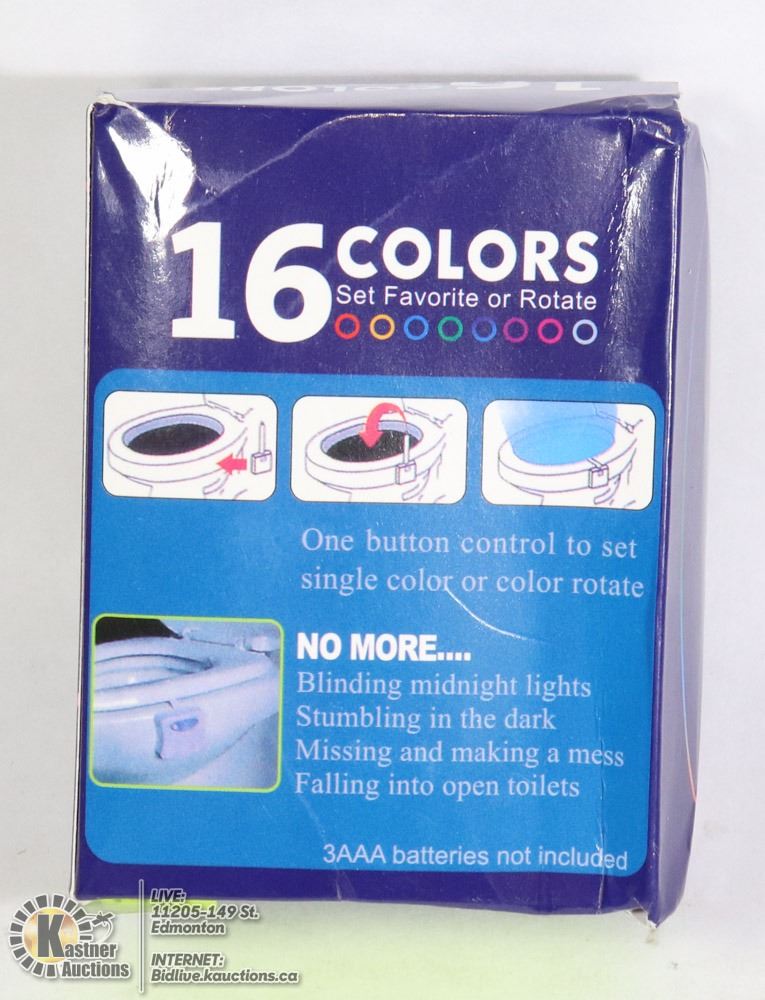 16 COLORS
Set Favorite or Rotate
One button control to set
single color or color rotate
NO MORE....
Blinding midnight lights
Stumbling in the dark
Missing and making a mess
Falling into open toilets
3AAA batteries not included
Kastner
Auctions
LIVE:
11205-149 St.
Edmonton
INTERNET:
Bidlive.kauctions.ca